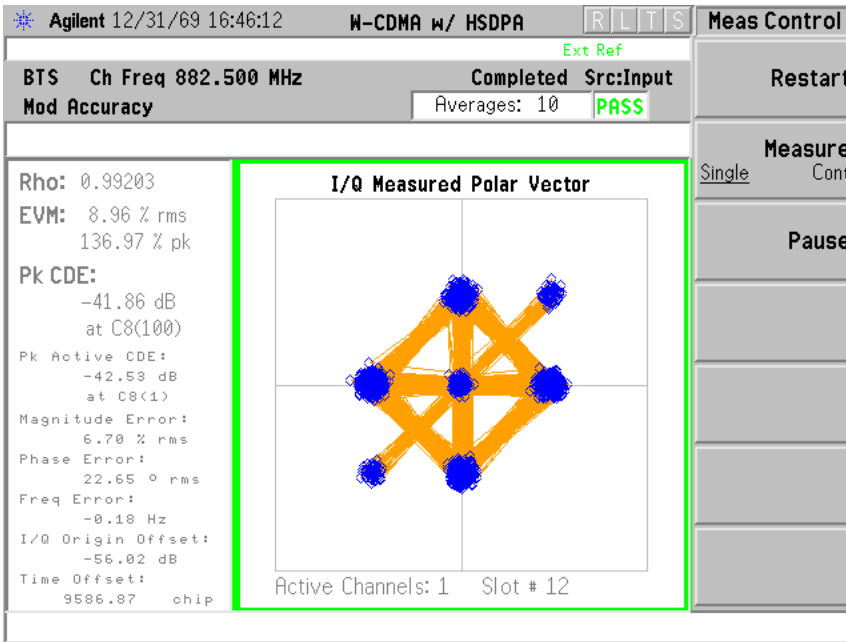 Agilent 12/31/69 16:46:12 W-CDMA w/ HSDPA R L T S Meas Control
Ext Ref
BTS Ch Freq 882.500 MHz Completed Src:Input
Mod Accuracy Averages: 10 PASS
Restart
Measure
Single Cont
Pause
Rho: 0.99203
EVM: 8.96 % rms
136.97 % pk
Pk CDE:
-41.86 dB
at C8(100)
Pk Active CDE:
-42.53 dB
at C8(1)
Magnitude Error:
6.70 % rms
Phase Error:
22.65 º rms
Freq Error:
-0.18 Hz
I/Q Origin Offset:
-56.02 dB
Time Offset:
9586.87 chip
I/Q Measured Polar Vector
Active Channels: 1 Slot # 12